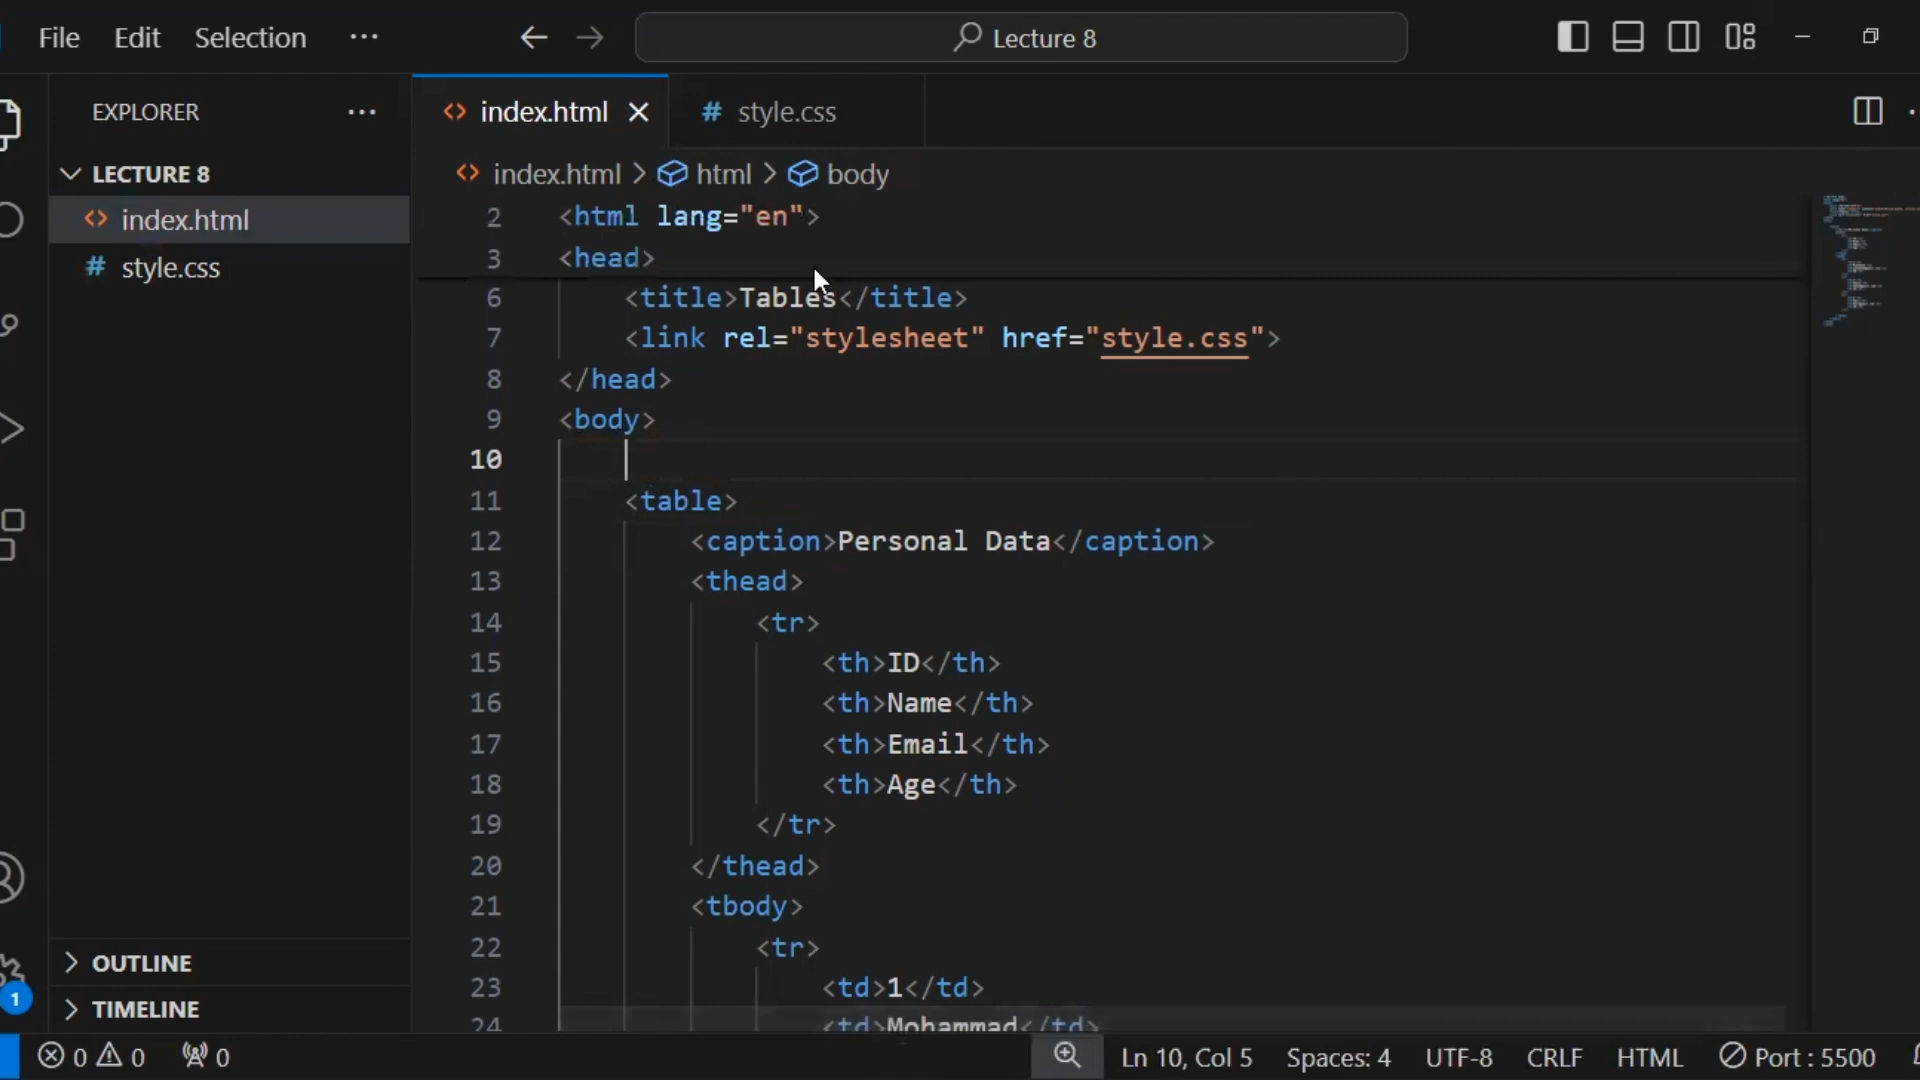 File Edit Selection ··· Lecture 8
EXPLORER ···
LECTURE 8
index.html
style.css
OUTLINE
TIMELINE
1
index.html style.css
index.html > html > body
2 <html lang="en">
3 <head>
6 <title>Tables</title>
7 <link rel="stylesheet" href="style.css">
8 </head>
9 <body>
10
11 <table>
12 <caption>Personal Data</caption>
13 <thead>
14 <tr>
15 <th>ID</th>
16 <th>Name</th>
17 <th>Email</th>
18 <th>Age</th>
19 </tr>
20 </thead>
21 <tbody>
22 <tr>
23 <td>1</td>
24 <td>Mohammad</td>
0 0 0 Ln 10, Col 5 Spaces: 4 UTF-8 CRLF HTML Port : 5500